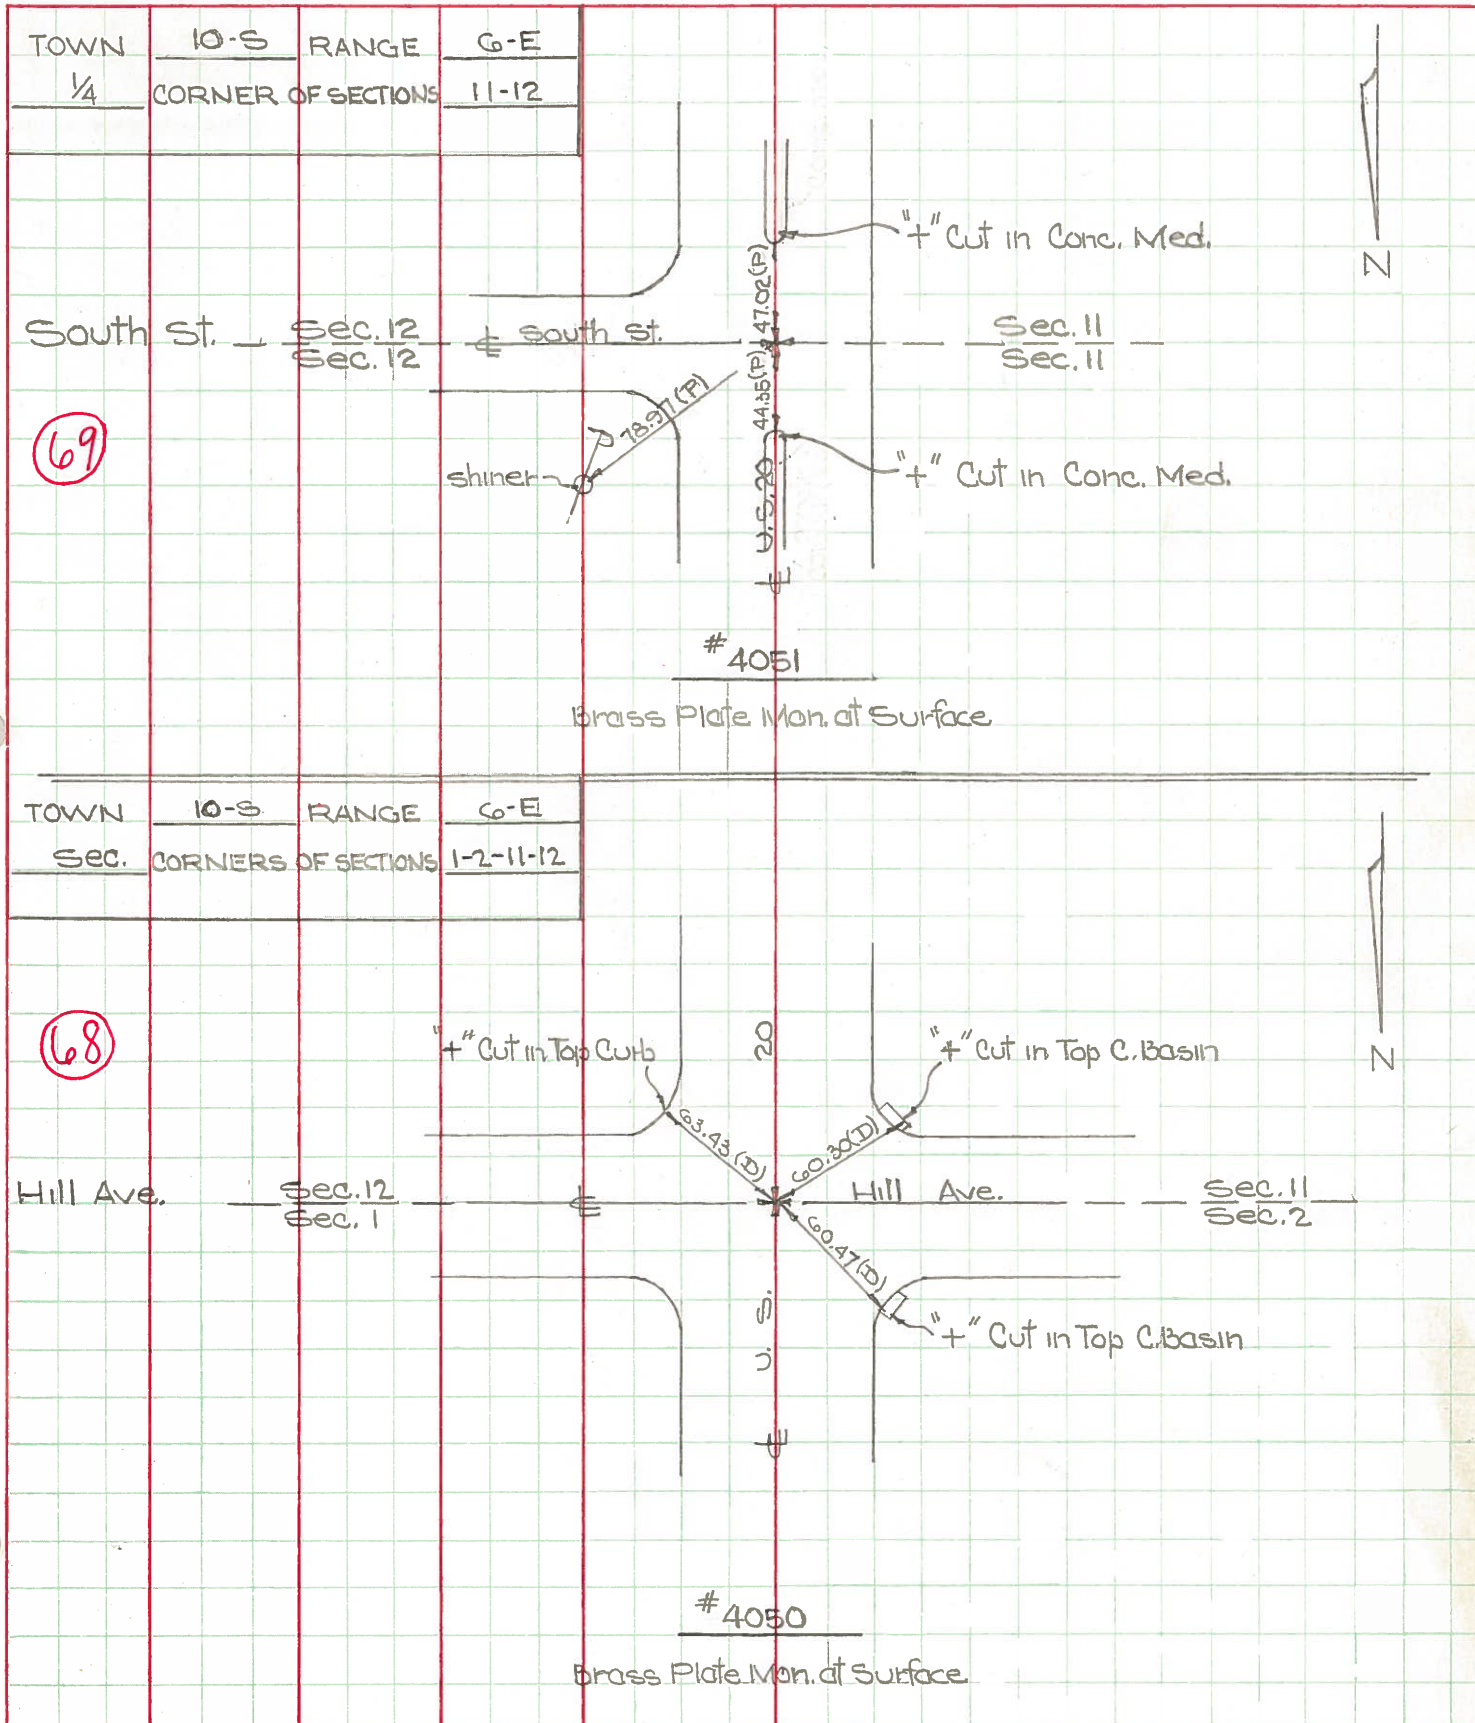 TOWN 10-S RANGE 6-E
1/4 CORNER OF SECTIONS 11-12
"+" Cut in Conc. Med.
N
47.02(P)
South St. Sec. 12 ℄ South St. Sec. 11
Sec. 12 Sec. 11
44.35(P)
78.97(P)
69
shiner
"+" Cut in Conc. Med.
U.S. 20
℄
#4051
Brass Plate Mon. at Surface
TOWN 10-S RANGE 6-E
Sec. CORNERS OF SECTIONS 1-2-11-12
68
"+" Cut in Top Curb
20
"+" Cut in Top C.Basin
N
63.43(D)
60.30(D)
Hill Ave. Sec. 12 ℄ Hill Ave. Sec. 11
Sec. 1 Sec. 2
60.47(D)
"+" Cut in Top C.Basin
U. S.
℄
#4050
Brass Plate Mon. at Surface